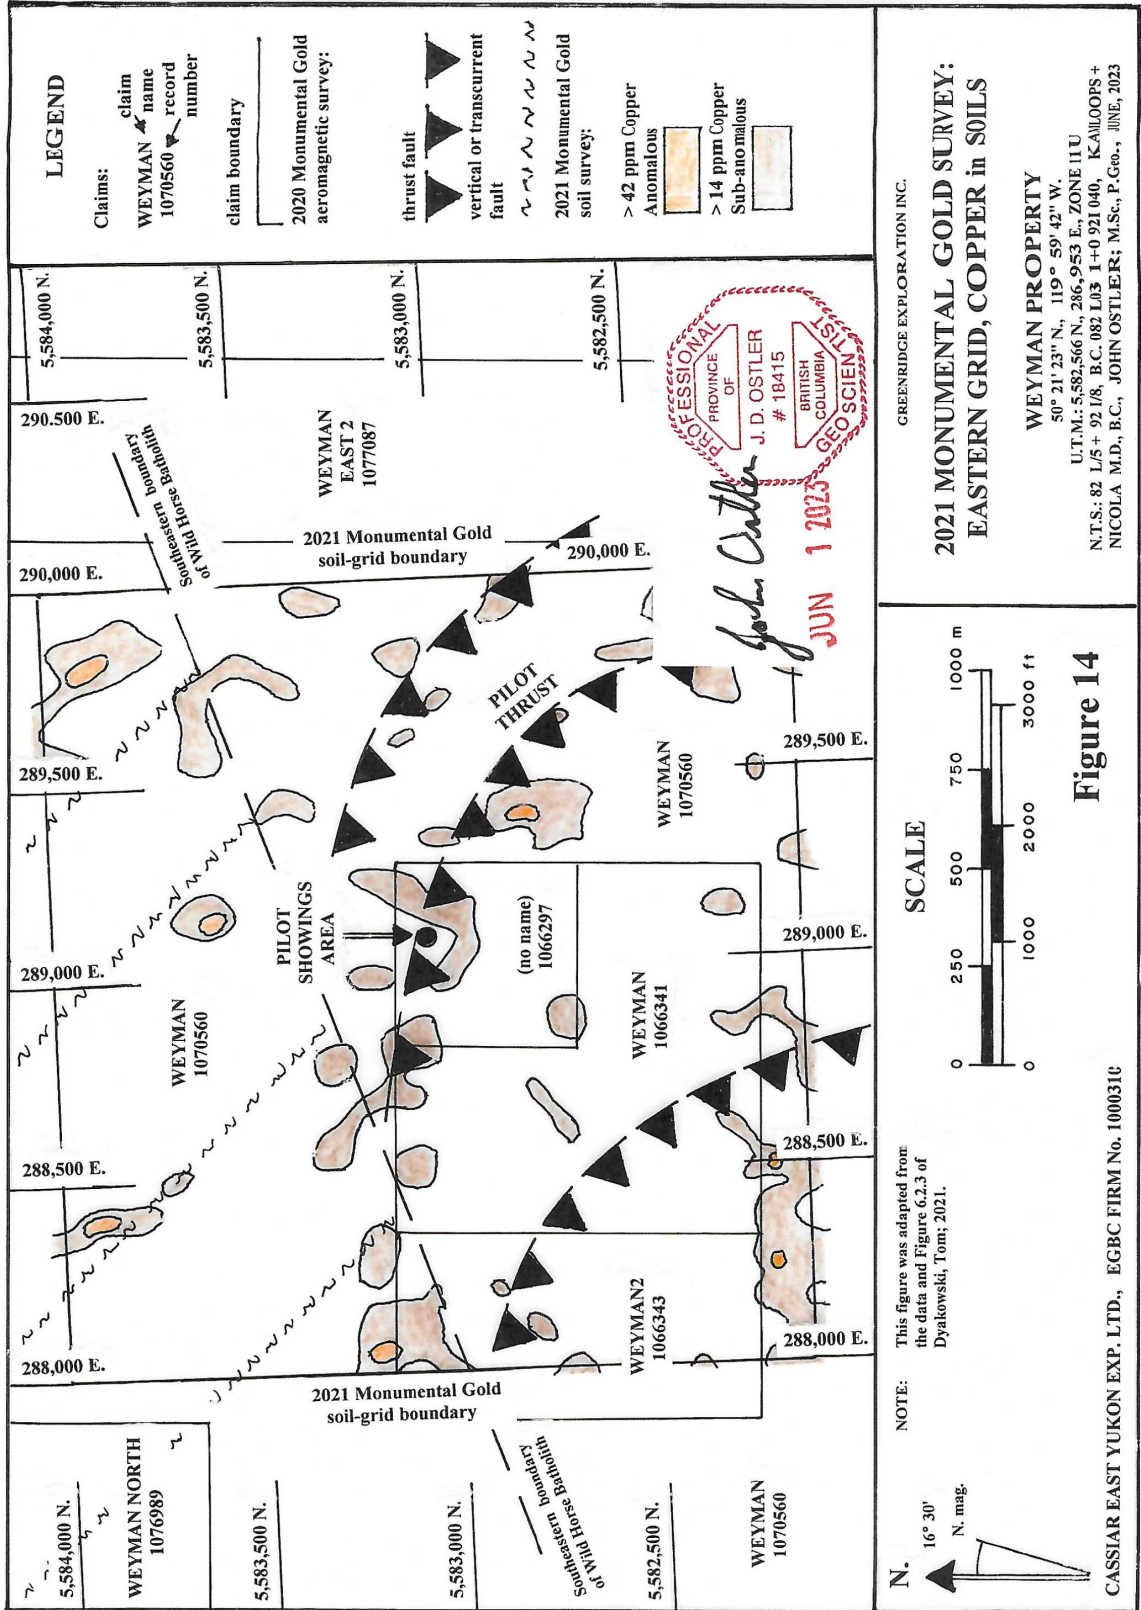 LEGEND
Claims:
WEYMAN claim name
1070560 record number
claim boundary
2020 Monumental Gold
aeromagnetic survey:
thrust fault
vertical or transcurrent
fault
2021 Monumental Gold
soil survey:
> 42 ppm Copper
Anomalous
> 14 ppm Copper
Sub-anomalous
5,584,000 N.
5,583,500 N.
5,583,000 N.
5,582,500 N.
290.500 E.
Southeastern boundary
of Wild Horse Batholith
WEYMAN
EAST 2
1077087
2021 Monumental Gold
soil-grid boundary
290,000 E.
290,000 E.
PROFESSIONAL
PROVINCE
OF
J. D. OSTLER
# 18415
BRITISH
COLUMBIA
GEOSCIENTIST
John Ostler
JUN 1 2023
PILOT
THRUST
289,500 E.
WEYMAN
1070560
289,500 E.
PILOT
SHOWINGS
AREA
(no name)
1066297
289,000 E.
289,000 E.
WEYMAN
1070560
WEYMAN
1066341
288,500 E.
288,500 E.
WEYMAN2
1066343
288,000 E.
288,000 E.
2021 Monumental Gold
soil-grid boundary
Southeastern boundary
of Wild Horse Batholith
5,584,000 N.
WEYMAN NORTH
1076989
5,583,500 N.
5,583,000 N.
5,582,500 N.
WEYMAN
1070560
GREENRIDGE EXPLORATION INC.
2021 MONUMENTAL GOLD SURVEY:
EASTERN GRID, COPPER in SOILS
WEYMAN PROPERTY
50° 21' 23" N., 119° 59' 42" W.
U.T.M.: 5,582,566 N., 286,953 E., ZONE 11U
N.T.S.: 82 L/5 + 92 I/8, B.C. 082 L03 1+0 921 040, KAMLOOPS +
NICOLA M.D., B.C., JOHN OSTLER; M.Sc., P.Geo., JUNE, 2023
SCALE
0 250 500 750 1000 m
0 1000 2000 3000 ft
Figure 14
NOTE: This figure was adapted from
the data and Figure 6.2.3 of
Dyakowski, Tom; 2021.
N.
16° 30'
N. mag.
CASSIAR EAST YUKON EXP. LTD., EGBC FIRM No. 1000310